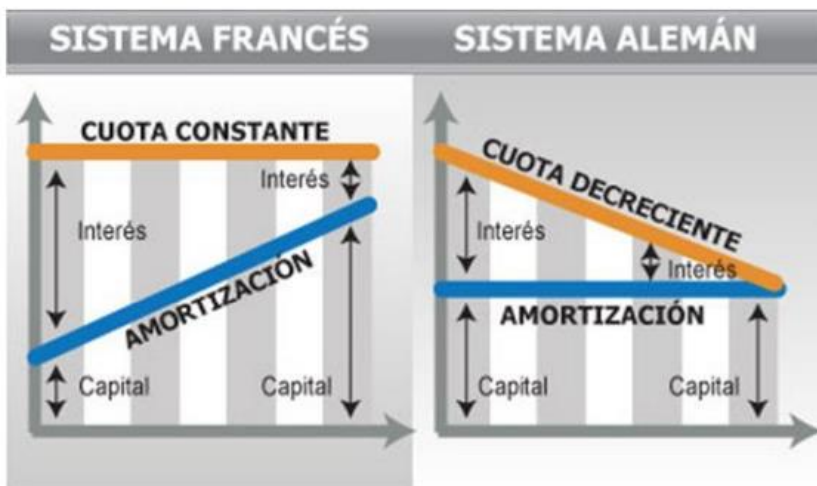 SISTEMA FRANCÉS
CUOTA CONSTANTE
Interés
Interés
AMORTIZACIÓN
Capital
Capital
SISTEMA ALEMÁN
CUOTA DECRECIENTE
Interés
Interés
AMORTIZACIÓN
Capital
Capital